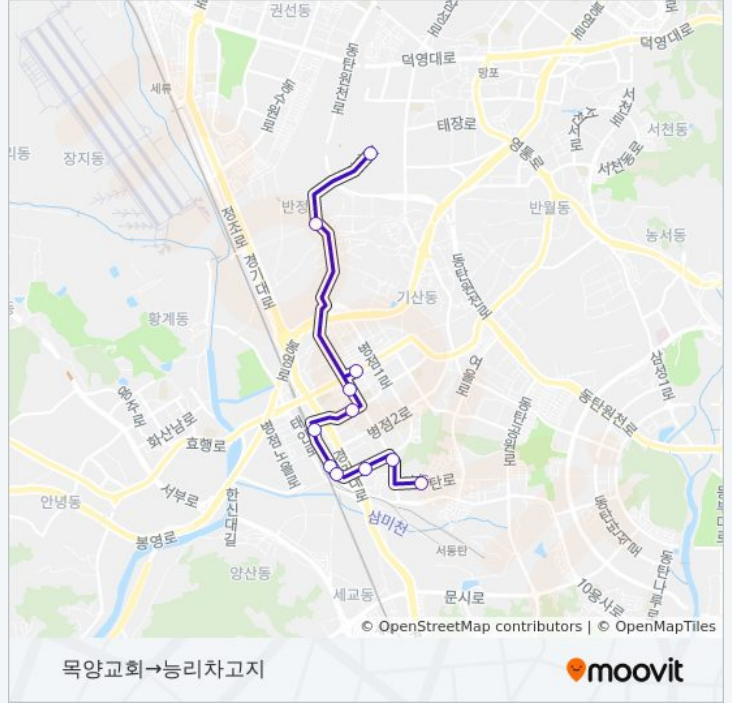 권선동
덕영대로
덕영대로
동탄원천로
동수원로
세류
망포
태장로
서천로
서천동
서천동로
영통로
장지동
반정
반월동
농서동
경기대로
동탄원천로
기산동
황계동
병점1로
삼성1로
동탄원천로
화산남로
효행로
병점2로
병점노을로
안녕동
서부로
한신대길
봉영로
탄로
삼미천
서동탄
양산동
세교동
문시로
10용사로
© OpenStreetMap contributors | © OpenMapTiles
목양교회→능리차고지
moovit